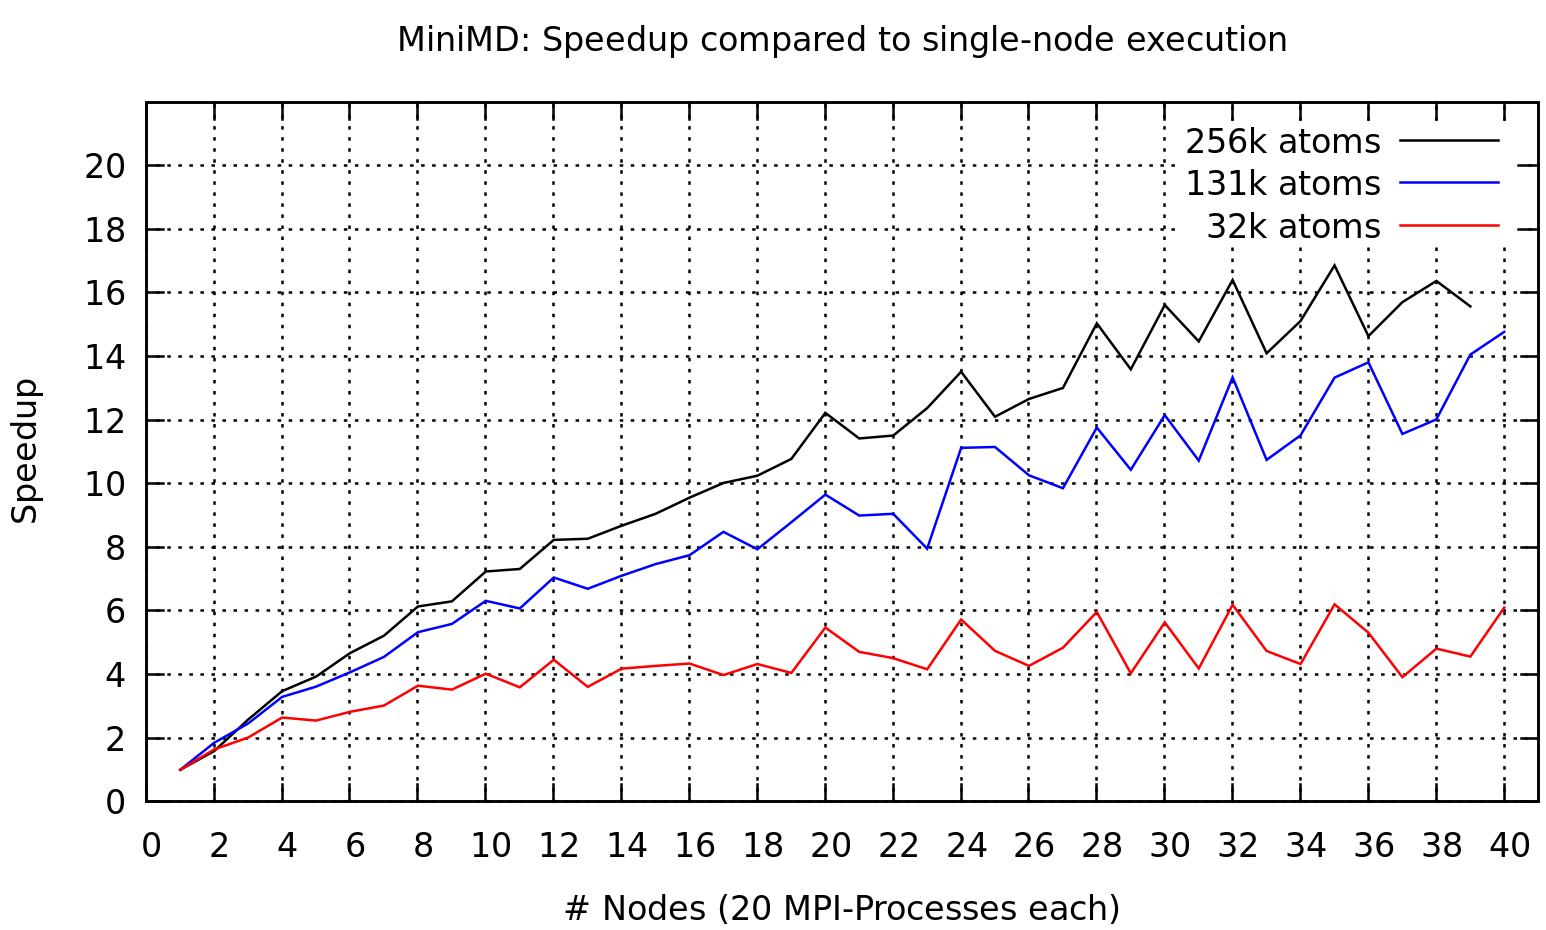 MiniMD: Speedup compared to single-node execution
256k atoms
131k atoms
32k atoms
Speedup
20
18
16
14
12
10
8
6
4
2
0
0 2 4 6 8 10 12 14 16 18 20 22 24 26 28 30 32 34 36 38 40
# Nodes (20 MPI-Processes each)